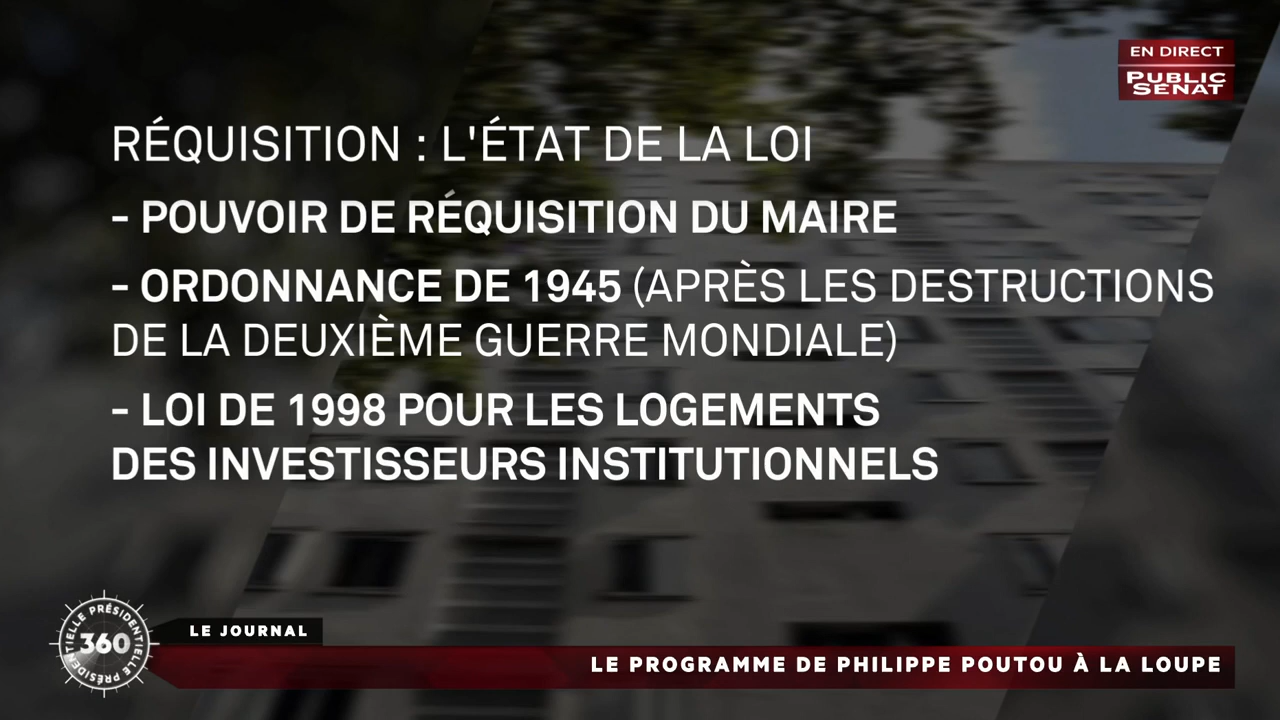 EN DIRECT
PUBLIC
SENAT
RÉQUISITION : L'ÉTAT DE LA LOI
- POUVOIR DE RÉQUISITION DU MAIRE
- ORDONNANCE DE 1945 (APRÈS LES DESTRUCTIONS
DE LA DEUXIÈME GUERRE MONDIALE)
- LOI DE 1998 POUR LES LOGEMENTS
DES INVESTISSEURS INSTITUTIONNELS
PRÉSIDENTIELLE PRÉSIDENTIELLE
360
LE JOURNAL
LE PROGRAMME DE PHILIPPE POUTOU À LA LOUPE